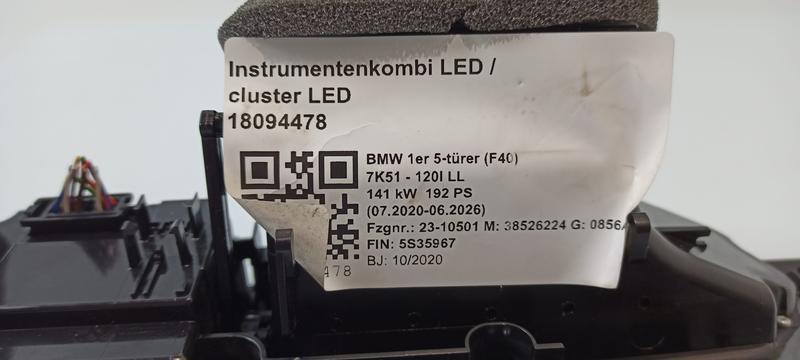 Instrumentenkombi LED /
cluster LED
18094478
BMW 1er 5-türer (F40)
7K51 - 120I LL
141 kW 192 PS
(07.2020-06.2026)
Fzgnr.: 23-10501 M: 38526224 G: 0856
FIN: 5S35967
BJ: 10/2020
478